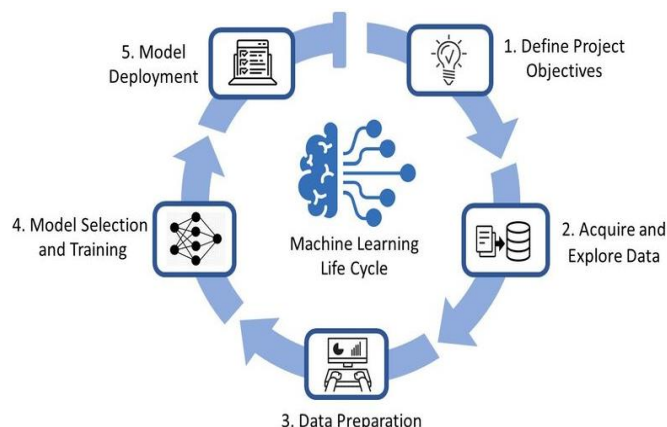 1. Define Project
Objectives
2. Acquire and
Explore Data
3. Data Preparation
4. Model Selection
and Training
5. Model
Deployment
Machine Learning
Life Cycle